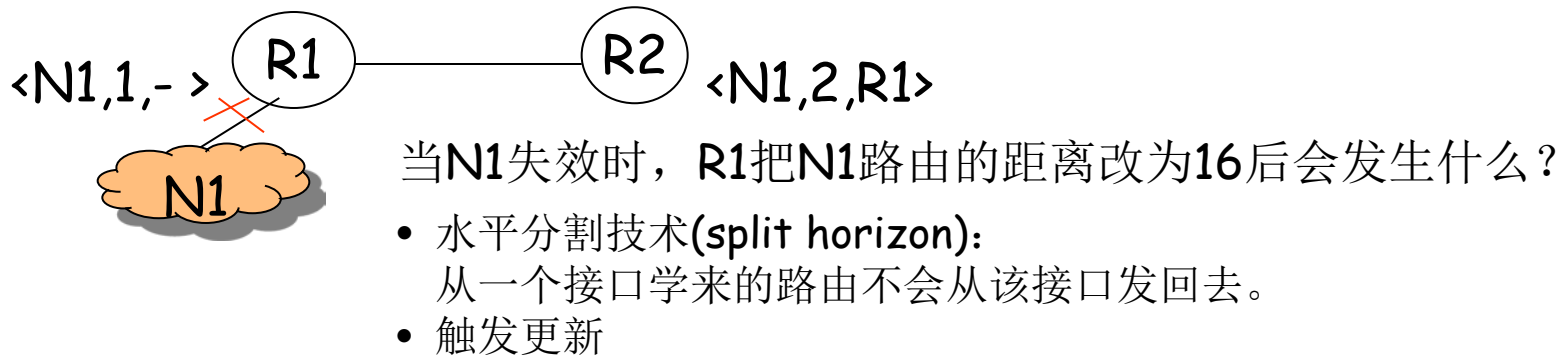 R1
R2
<N1,1,- >
<N1,2,R1>
N1
当N1失效时，R1把N1路由的距离改为16后会发生什么？
• 水平分割技术(split horizon)：
从一个接口学来的路由不会从该接口发回去。
• 触发更新